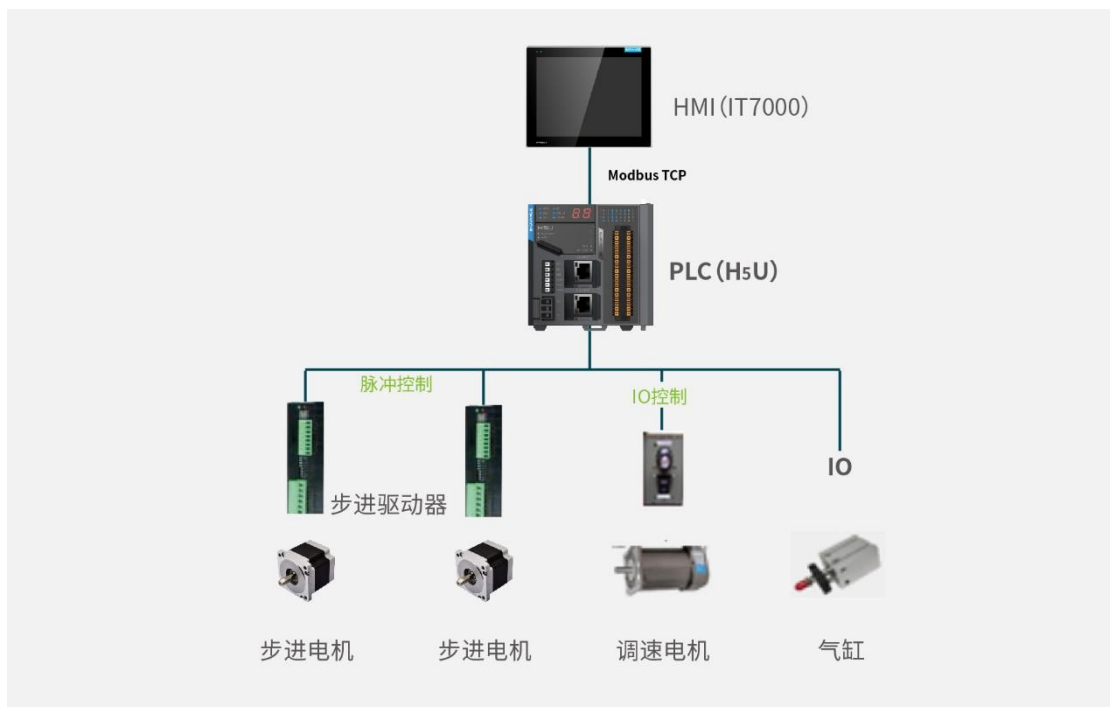 HMI(IT7000)
Modbus TCP
H5U
PLC(H5U)
脉冲控制
IO控制
IO
步进驱动器
步进电机
步进电机
调速电机
气缸